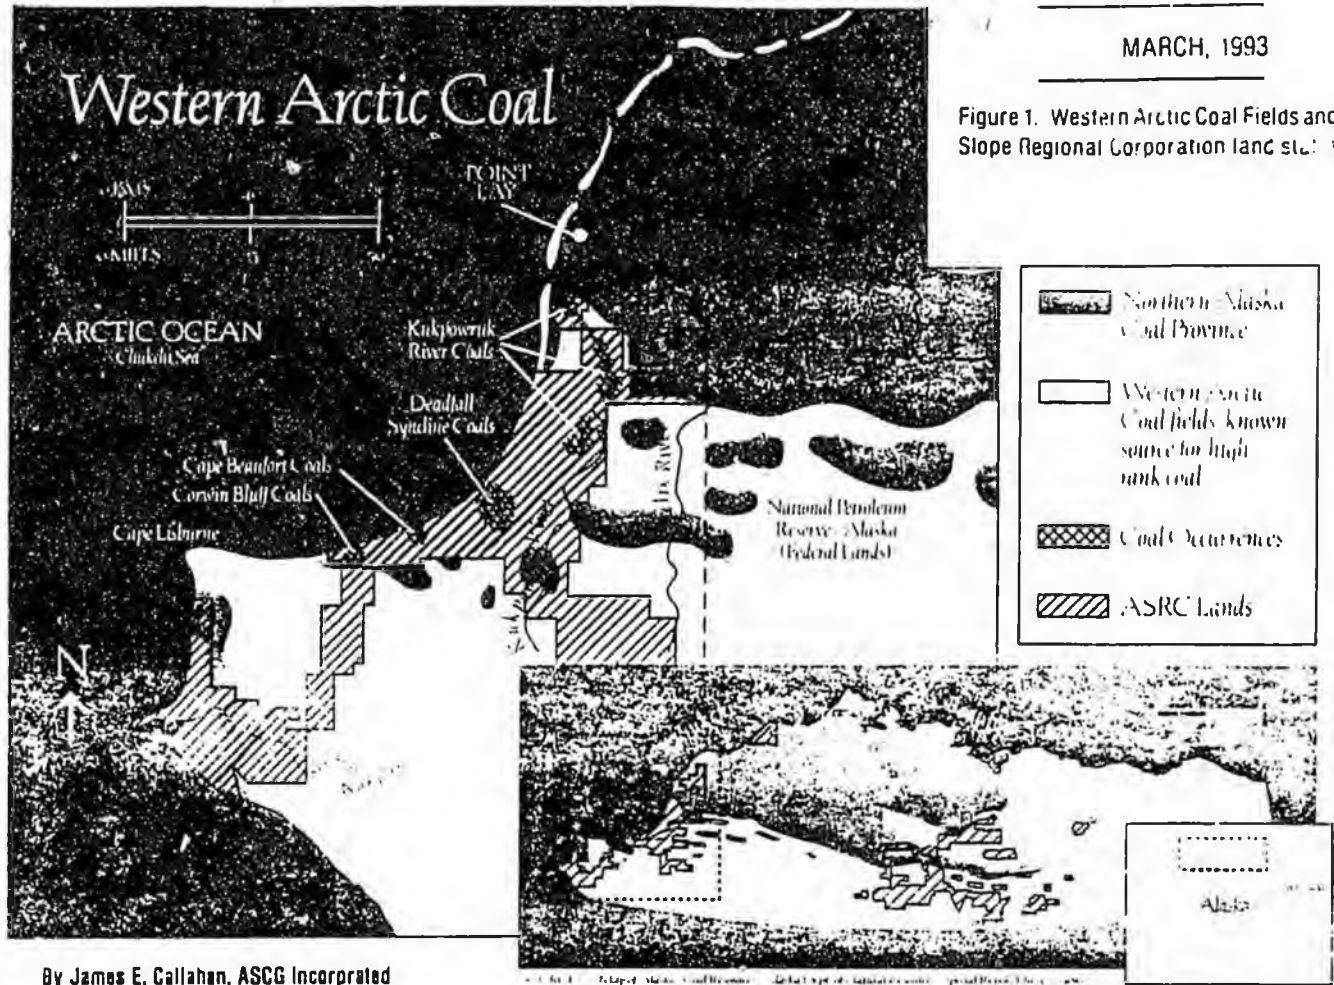 MARCH, 1993
Figure 1. Western Arctic Coal Fields and
Slope Regional Corporation land
Western Arctic Coal
POINT
LAY
MILES
ARCTIC OCEAN
Chukchi Sea
Kukpowruk
River Coals
Deadfall
Syncline Coals
Cape Beaufort Coals
Corwin Bluff Coals
Cape Lisburne
River
National Petroleum
Reserve - Alaska
(Federal Lands)
N
Northern Alaska
Coal Province
Western Arctic
Coal fields known
source for high
rank coal
Coal Occurrences
ASRC Lands
Alaska
By James E. Callahan, ASCG Incorprated